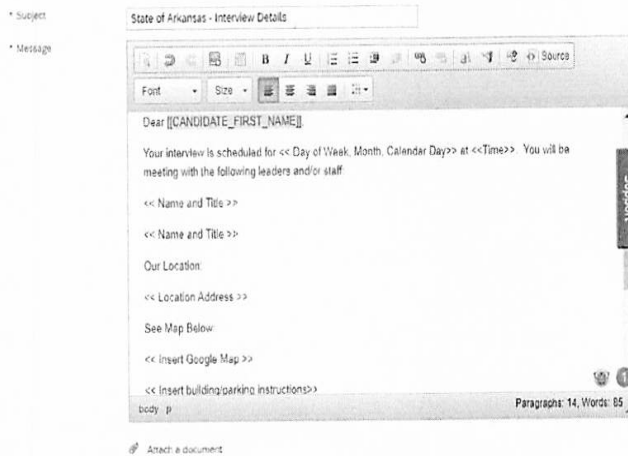 * Subject
State of Arkansas - Interview Details
* Message
B I U Source
Font Size
Dear [[CANDIDATE_FIRST_NAME]],
Your interview is scheduled for << Day of Week, Month, Calendar Day>> at <<Time>>. You will be
meeting with the following leaders and/or staff:
<< Name and Title >>
<< Name and Title >>
Our Location:
<< Location Address >>
See Map Below:
<< Insert Google Map >>
<< Insert building/parking instructions>>
body p
Paragraphs: 14, Words: 85
Attach a document